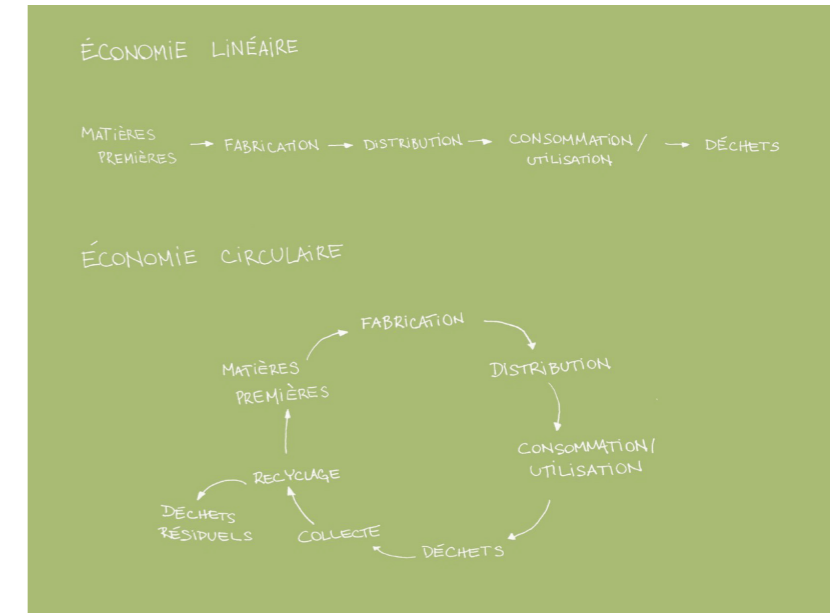 ÉCONOMIE LINÉAIRE
MATIÈRES
PREMIÈRES → FABRICATION → DISTRIBUTION → CONSOMMATION/
UTILISATION → DÉCHETS
ÉCONOMIE CIRCULAIRE
FABRICATION
DISTRIBUTION
MATIÈRES
PREMIÈRES
CONSOMMATION/
UTILISATION
RECYCLAGE
DÉCHETS
RÉSIDUELS
COLLECTE
DÉCHETS